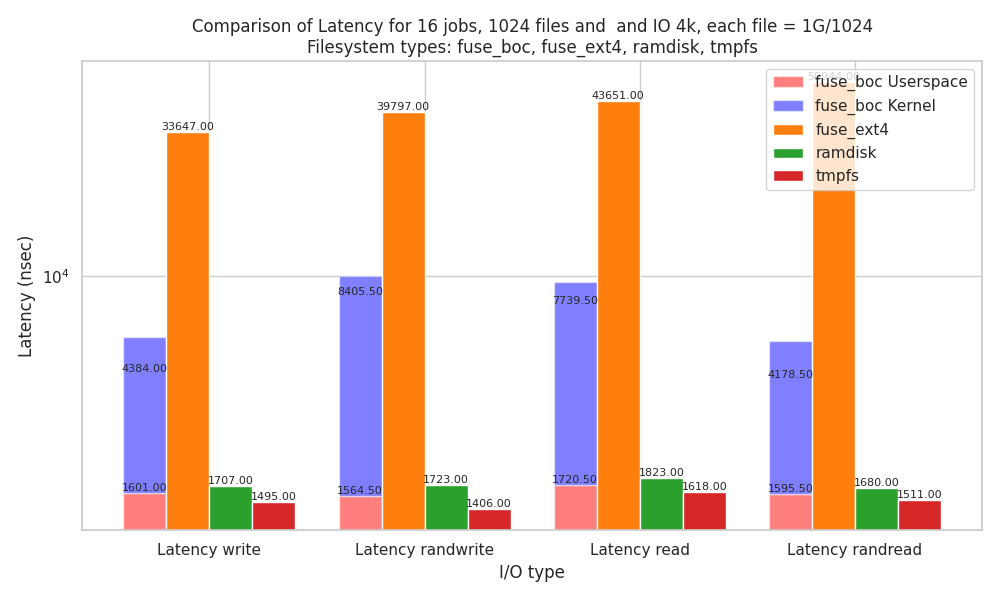 Comparison of Latency for 16 jobs, 1024 files and  and IO 4k, each file = 1G/1024
Filesystem types: fuse_boc, fuse_ext4, ramdisk, tmpfs
fuse_boc Userspace
fuse_boc Kernel
fuse_ext4
ramdisk
tmpfs
33647.00
39797.00
43651.00
10^4
4384.00
8405.50
7739.50
4178.50
1601.00
1707.00
1495.00
1564.50
1723.00
1406.00
1720.50
1823.00
1618.00
1595.50
1680.00
1511.00
Latency (nsec)
Latency write
Latency randwrite
Latency read
Latency randread
I/O type